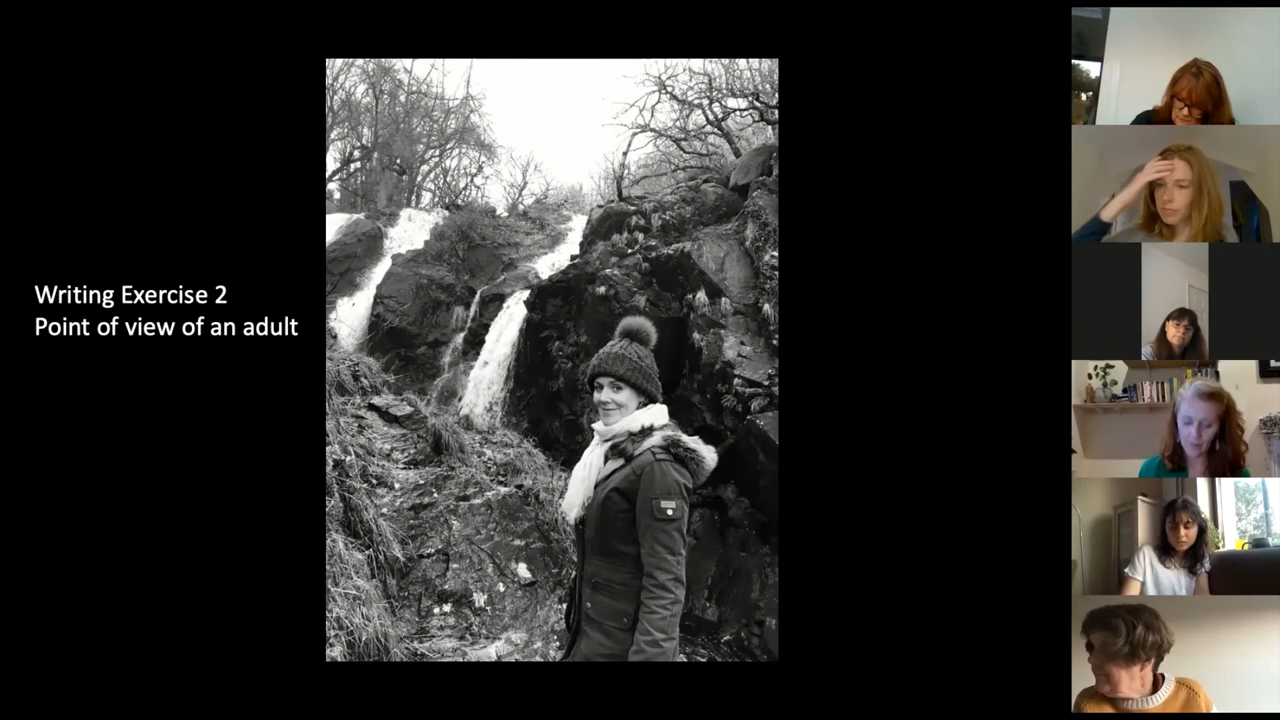 Writing Exercise 2
Point of view of an adult